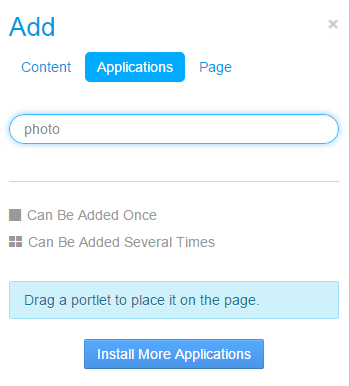 Add
×
Content Applications Page
photo
Can Be Added Once
Can Be Added Several Times
Drag a portlet to place it on the page.
Install More Applications